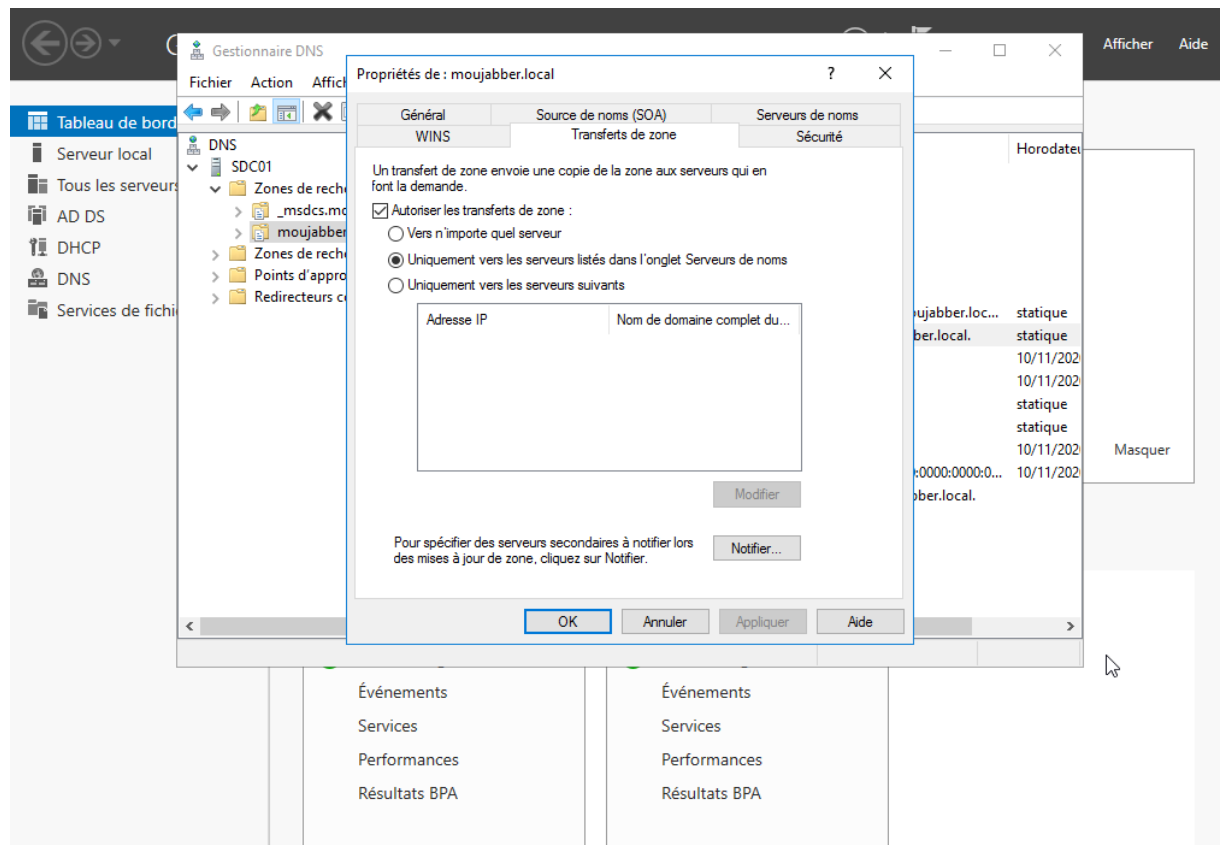 Afficher Aide
Gestionnaire DNS
Fichier Action
Propriétés de : moujabber.local
?
Général Source de noms (SOA) Serveurs de noms
WINS Transferts de zone Sécurité
Tableau de bord
Serveur local
Tous les serveurs
AD DS
DHCP
DNS
Services de
DNS
SDC01
Zones de
_msdcs.
Zones de
Points
Redirecteurs
Un transfert de zone envoie une copie de la zone aux serveurs qui en
font la demande.
Autoriser les transferts de zone :
Vers n'importe quel serveur
Uniquement vers les serveurs listés dans l'onglet Serveurs de noms
Uniquement vers les serveurs suivants
Adresse IP Nom de domaine complet du...
Modifier
Pour spécifier des serveurs secondaires à notifier lors
des mises à jour de zone, cliquez sur Notifier.
Notifier...
OK Annuler Appliquer Aide
statique
statique
10/11/202
10/11/202
statique
statique
10/11/202
:0000:0000:0... 10/11/202
Masquer
Événements Événements
Services Services
Performances Performances
Résultats BPA Résultats BPA